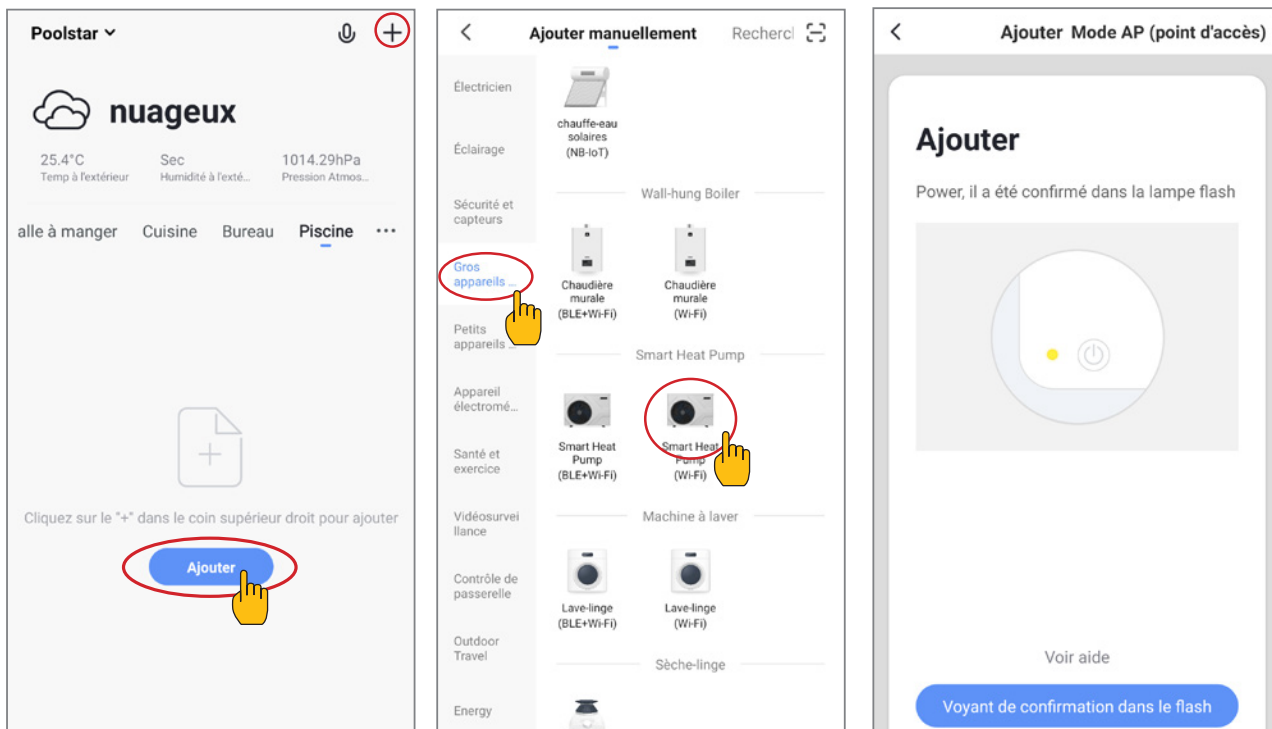 Poolstar
nuageux
25.4°C Sec 1014.29hPa
Temp à l'extérieur Humidité à l'exté... Pression Atmos...
alle à manger Cuisine Bureau Piscine ...
Cliquez sur le "+" dans le coin supérieur droit pour ajouter
Ajouter
Ajouter manuellement Recherc
Électricien
Éclairage
Sécurité et
capteurs
Gros
appareils ...
Petits
appareils ...
Appareil
électromé...
Santé et
exercice
Vidéosurvei
llance
Contrôle de
passerelle
Outdoor
Travel
Energy
chauffe-eau
solaires
(NB-IoT)
Wall-hung Boiler
Chaudière
murale
(BLE+Wi-Fi)
Chaudière
murale
(Wi-Fi)
Smart Heat Pump
Smart Heat
Pump
(BLE+Wi-Fi)
Smart Heat
Pump
(Wi-Fi)
Machine à laver
Lave-linge
(BLE+Wi-Fi)
Lave-linge
(Wi-Fi)
Sèche-linge
Ajouter Mode AP (point d'accès)
Ajouter
Power, il a été confirmé dans la lampe flash
Voir aide
Voyant de confirmation dans le flash